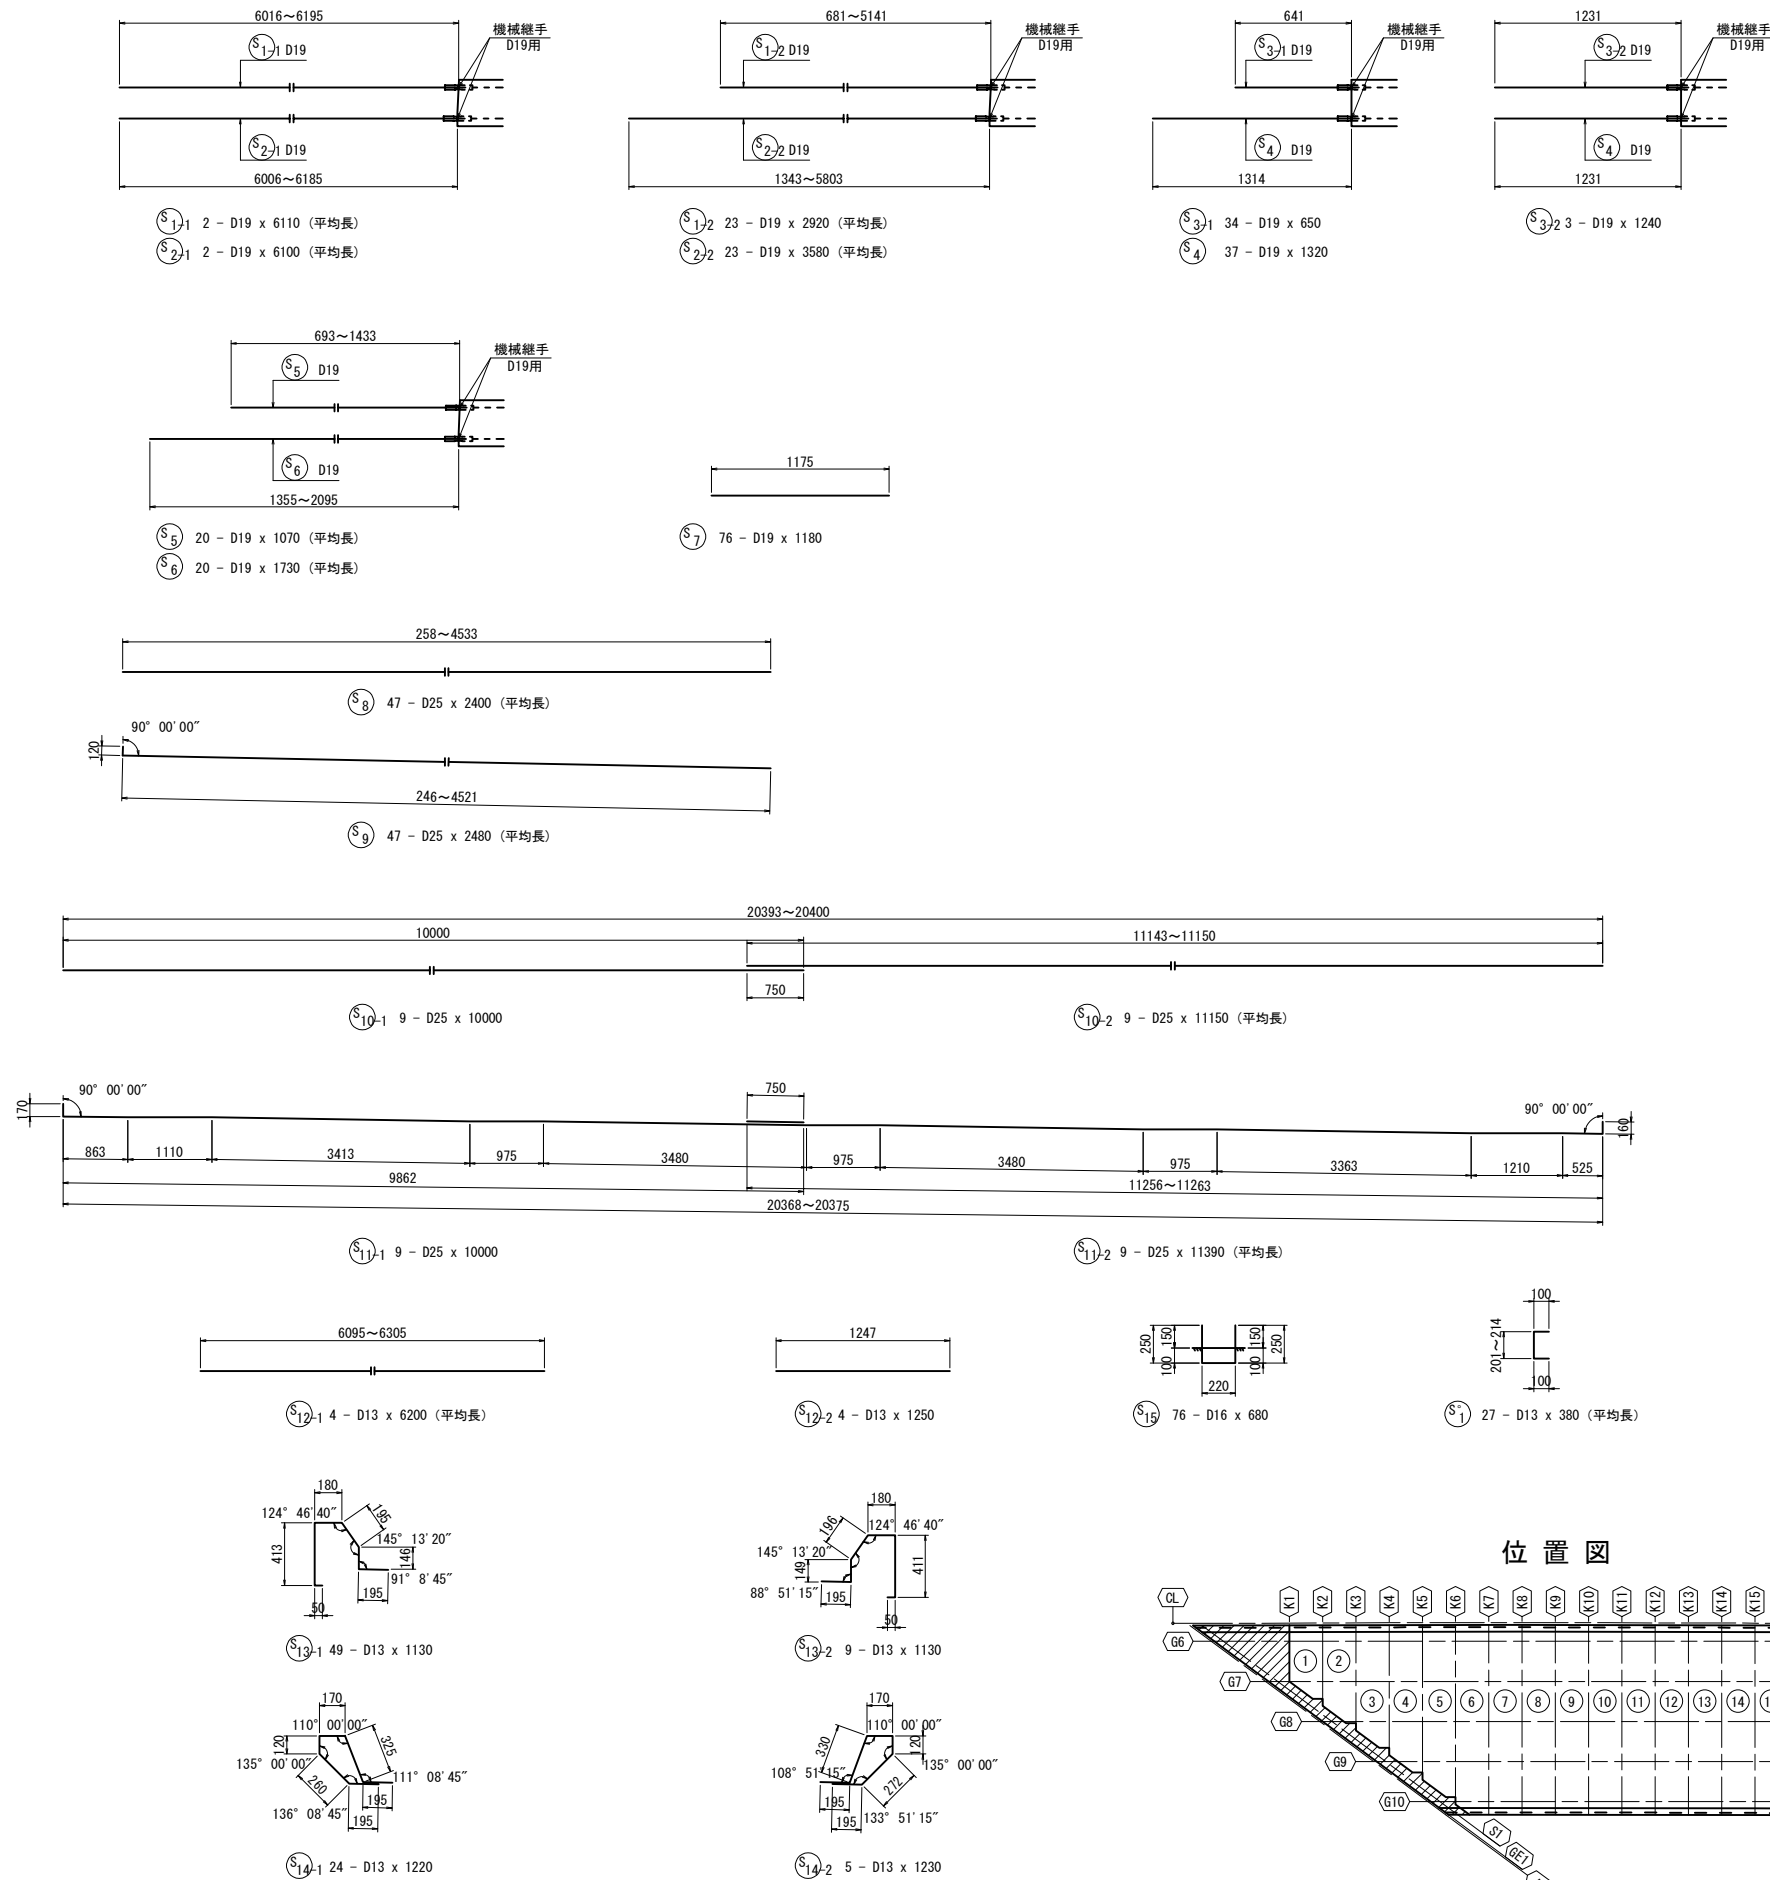 6016～6195
S1-1 D19
機械継手
D19用
S2-1 D19
6006～6185
S1-1 2 - D19 x 6110 (平均長)
S2-1 2 - D19 x 6100 (平均長)
681～5141
S1-2 D19
機械継手
D19用
S2-2 D19
1343～5803
S1-2 23 - D19 x 2920 (平均長)
S2-2 23 - D19 x 3580 (平均長)
641
S3-1 D19
機械継手
D19用
S4 D19
1314
S3-1 34 - D19 x 650
S4 37 - D19 x 1320
1231
S3-2 D19
機械継手
D19用
S4 D19
1231
S3-2 3 - D19 x 1240
693～1433
S5 D19
機械継手
D19用
S6 D19
1355～2095
S5 20 - D19 x 1070 (平均長)
S6 20 - D19 x 1730 (平均長)
1175
S7 76 - D19 x 1180
258～4533
S8 47 - D25 x 2400 (平均長)
90° 00'00"
120
246～4521
S9 47 - D25 x 2480 (平均長)
20393～20400
10000
11143～11150
750
S10-1 9 - D25 x 10000
S10-2 9 - D25 x 11150 (平均長)
90° 00'00"
170
750
90° 00'00"
160
863 1110 3413 975 3480 975 3480 975 3363 1210 525
9862
11256～11263
20368～20375
S11-1 9 - D25 x 10000
S11-2 9 - D25 x 11390 (平均長)
6095～6305
S12-1 4 - D13 x 6200 (平均長)
1247
S12-2 4 - D13 x 1250
250 150 100 150 100 250
220
S15 76 - D16 x 680
100
201～214
100
S°1 27 - D13 x 380 (平均長)
180
124° 46'40"
195
145° 13'20"
413
146
91° 8'45"
195
50
S13-1 49 - D13 x 1130
180
196
124° 46'40"
145° 13'20"
149
411
88° 51'15"
195
50
S13-2 9 - D13 x 1130
170
110° 00'00"
120
325
135° 00'00"
111° 08'45"
260
195
136° 08'45"
195
S14-1 24 - D13 x 1220
170
330
110° 00'00"
120
108° 51'15"
135° 00'00"
272
195
195
133° 51'15"
S14-2 5 - D13 x 1230
位置図
CL K1 K2 K3 K4 K5 K6 K7 K8 K9 K10 K11 K12 K13 K14 K15
G6
1 2
G7
3 4 5 6 7 8 9 10 11 12 13 14
G8
G9
G10
S1
GE1